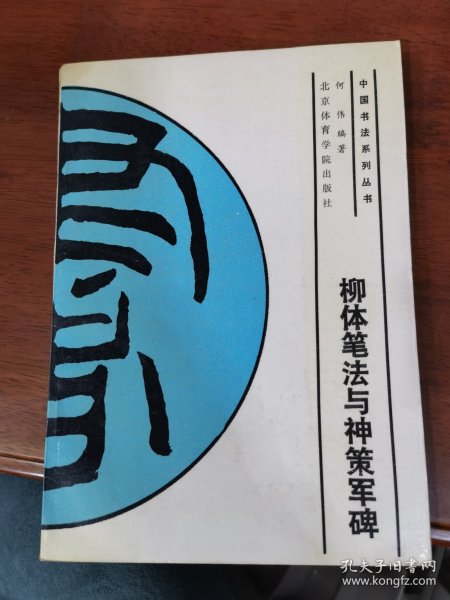 中国书法系列丛书
何伟编著
北京体育学院出版社
柳体笔法与神策军碑
孔夫子旧书网
www.kongfz.com